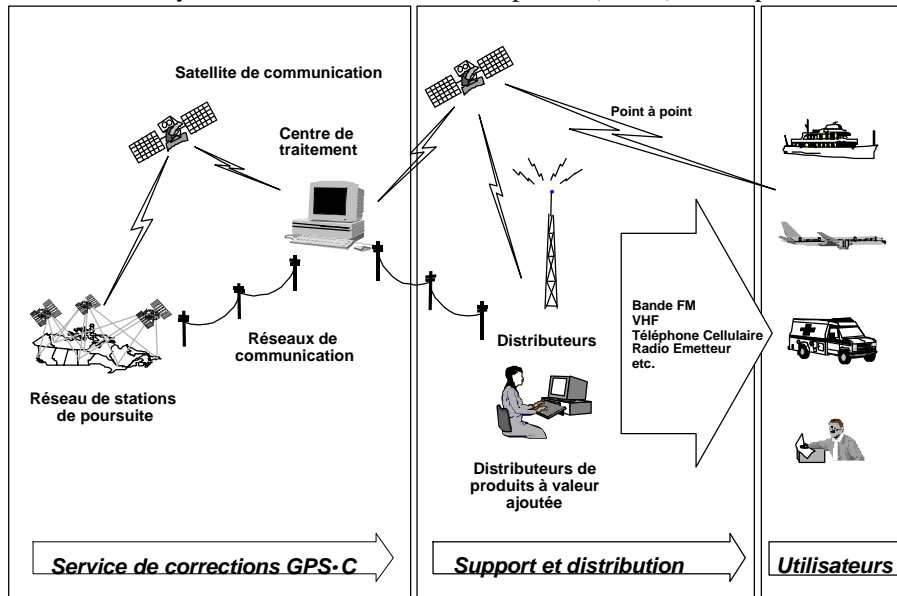 Satellite de communication
Centre de
traitement
Réseaux de
communication
Réseau de stations
de poursuite
Service de corrections GPS•C
Point à point
Distributeurs
Distributeurs de
produits à valeur
ajoutée
Bande FM
VHF
Téléphone Cellulaire
Radio Emetteur
etc.
Support et distribution
Utilisateurs